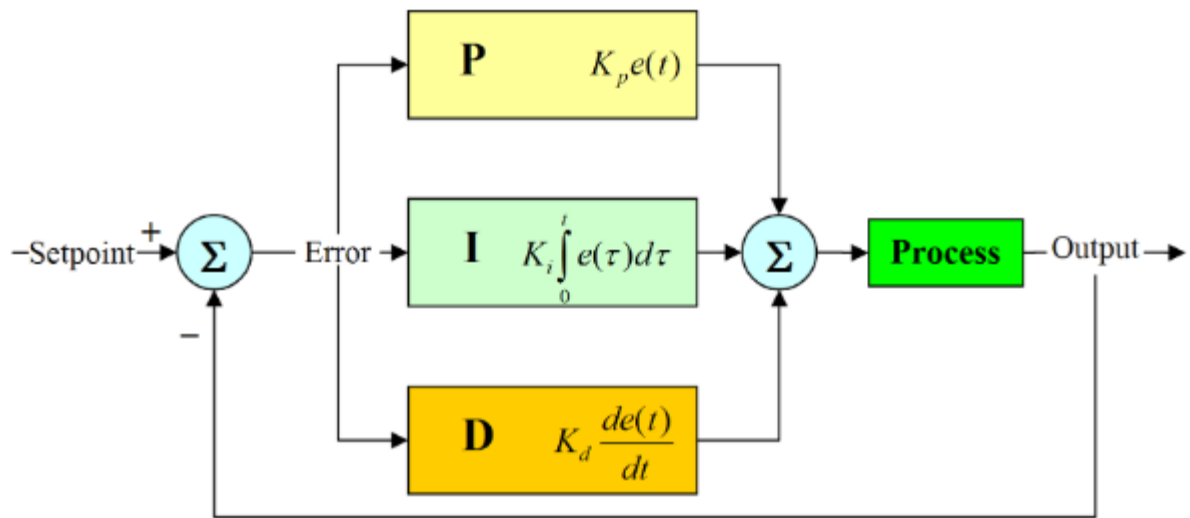 P K_p e(t)
+
–Setpoint Σ Error I K_i ∫_0^t e(τ)dτ Σ Process Output
–
D K_d de(t)/dt